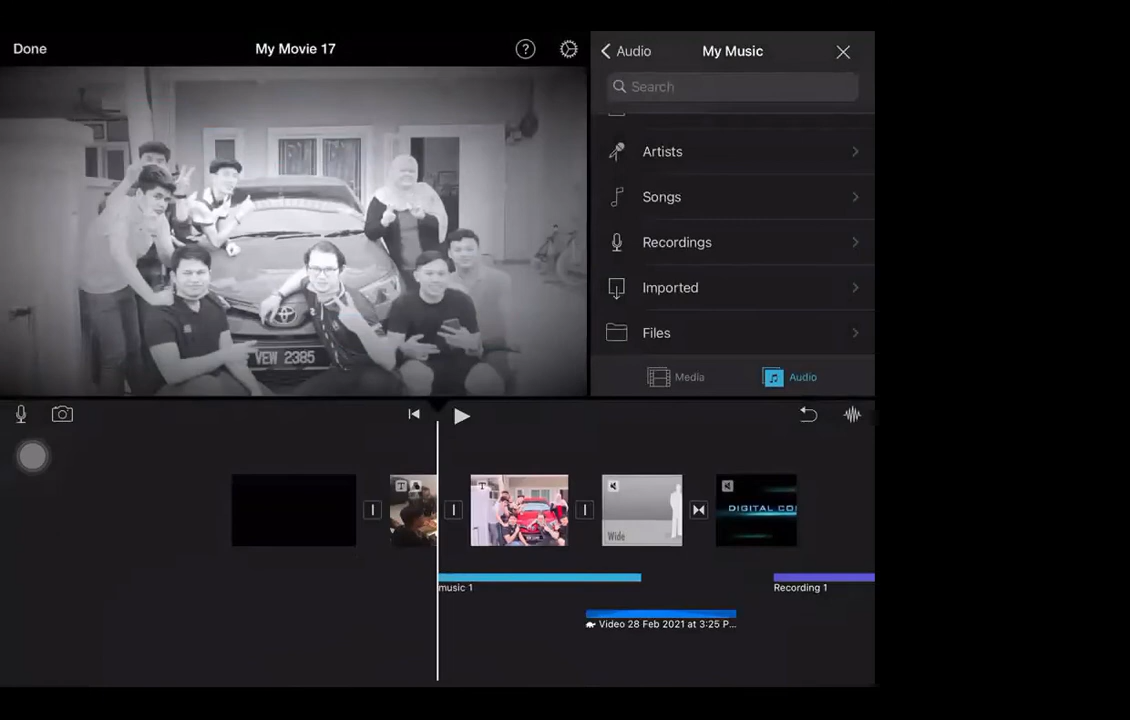 Done
My Movie 17
?
Audio
My Music
Search
Artists
Songs
Recordings
Imported
Files
Media
Audio
VEW 2385
T
T
Wide
DIGITAL CO
music 1
Recording 1
Video 28 Feb 2021 at 3:25 P...